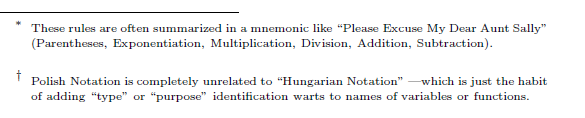 * These rules are often summarized in a mnemonic like “Please Excuse My Dear Aunt Sally”
(Parentheses, Exponentiation, Multiplication, Division, Addition, Subtraction).
† Polish Notation is completely unrelated to “Hungarian Notation” —which is just the habit
of adding “type” or “purpose” identification warts to names of variables or functions.